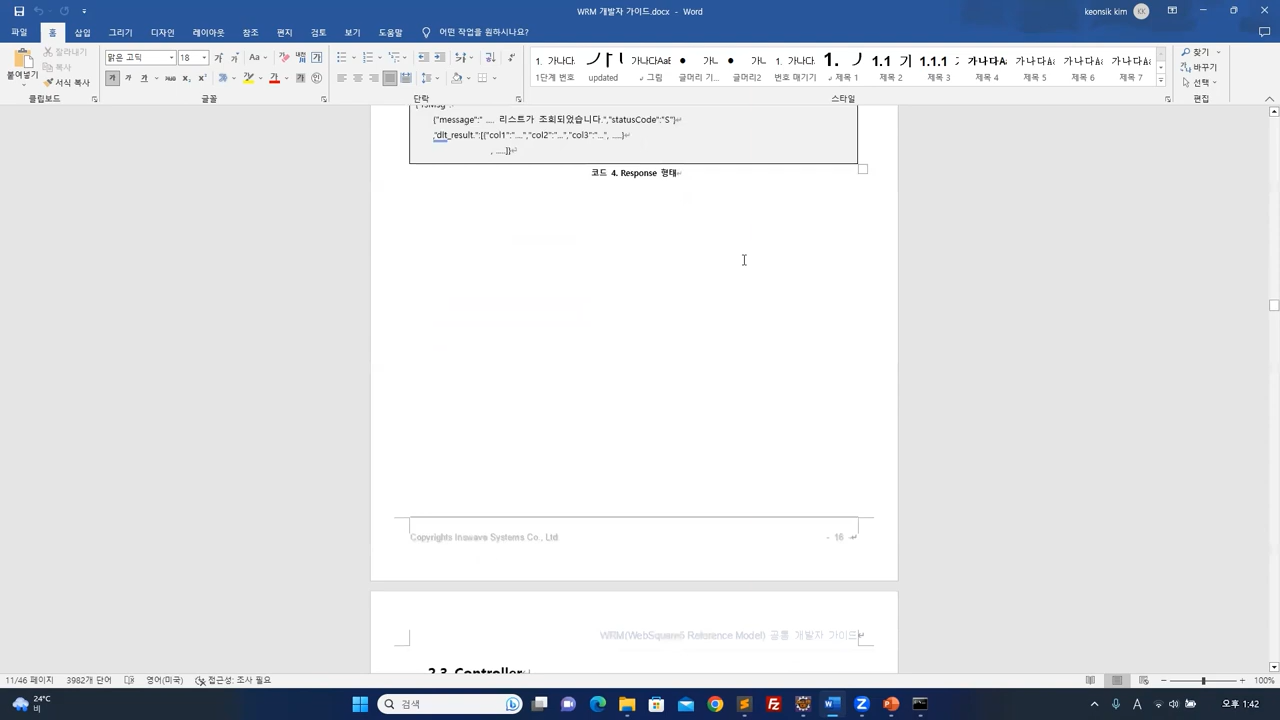 WRM 개발자 가이드.docx - Word
keonsik kim
KK
파일
홈
삽입
그리기
디자인
레이아웃
참조
편지
검토
보기
도움말
어떤 작업을 원하시나요?
붙여넣기
잘라내기
복사
서식 복사
클립보드
맑은 고딕
18
글꼴
단락
1단계 번호
updated
그림
글머리 기...
글머리:
번호 매기기
제목 1
제목 2
제목 3
제목 4
제목 5
제목 6
제목 7
스타일
찾기
바꾸기
선택
편집
{"message":" .... 리스트가 조회되었습니다.","statusCode":"S"}
,"dlt_result.":[{"col1":"....","col2":"...","col3":"...", .....}
, .....]}
코드 4. Response 형태
Copyrights Inswave Systems Co., Ltd
- 16
WRM(WebSquare5 Reference Model) 공통 개발자 가이드
2.3. Controller
11/46 페이지
3982개 단어
영어(미국)
접근성: 조사 필요
100%
24°C
비
검색
A
오후 1:42